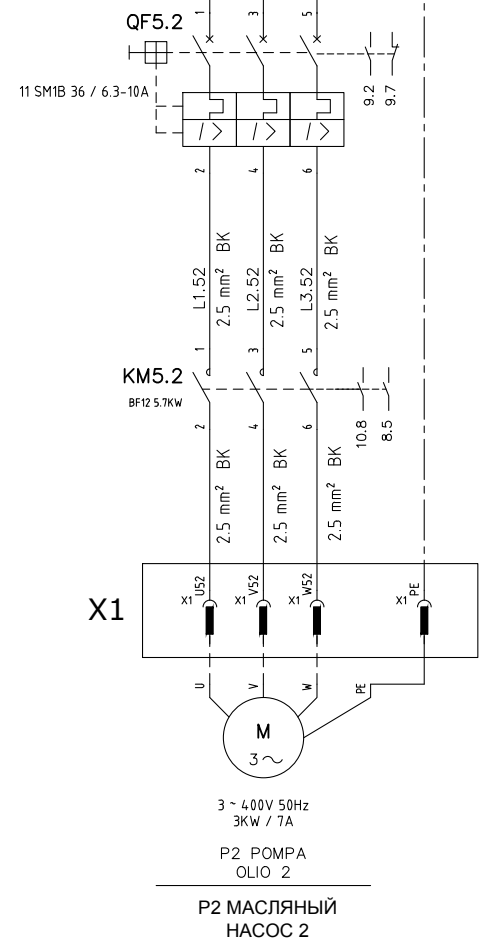 1 3 5
QF5.2
11 SM1B 36 / 6.3-10A
9.2 9.7
2 4 6
L1.52 2.5 mm² BK L2.52 2.5 mm² BK L3.52 2.5 mm² BK
1 3 5
KM5.2
BF12 5.7KW
2 4 6
10.8 8.5
2.5 mm² BK 2.5 mm² BK 2.5 mm² BK
X1
X1 U52 X1 V52 X1 W52 X1 PE
U V W PE
M
3~
3 ~ 400V 50Hz
3KW / 7A
P2 POMPA
OLIO 2
P2 МАСЛЯНЫЙ
НАСОС 2